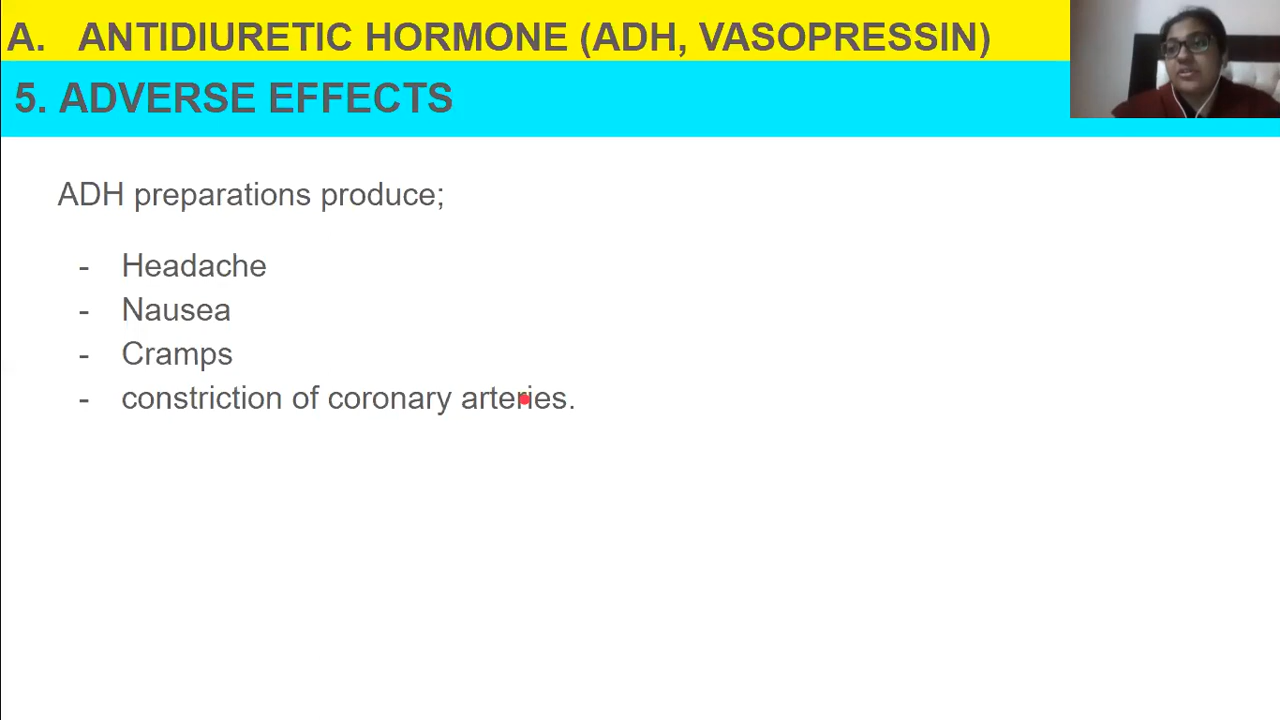 A. ANTIDIURETIC HORMONE (ADH, VASOPRESSIN)
5. ADVERSE EFFECTS
ADH preparations produce;
- Headache
- Nausea
- Cramps
- constriction of coronary arteries.